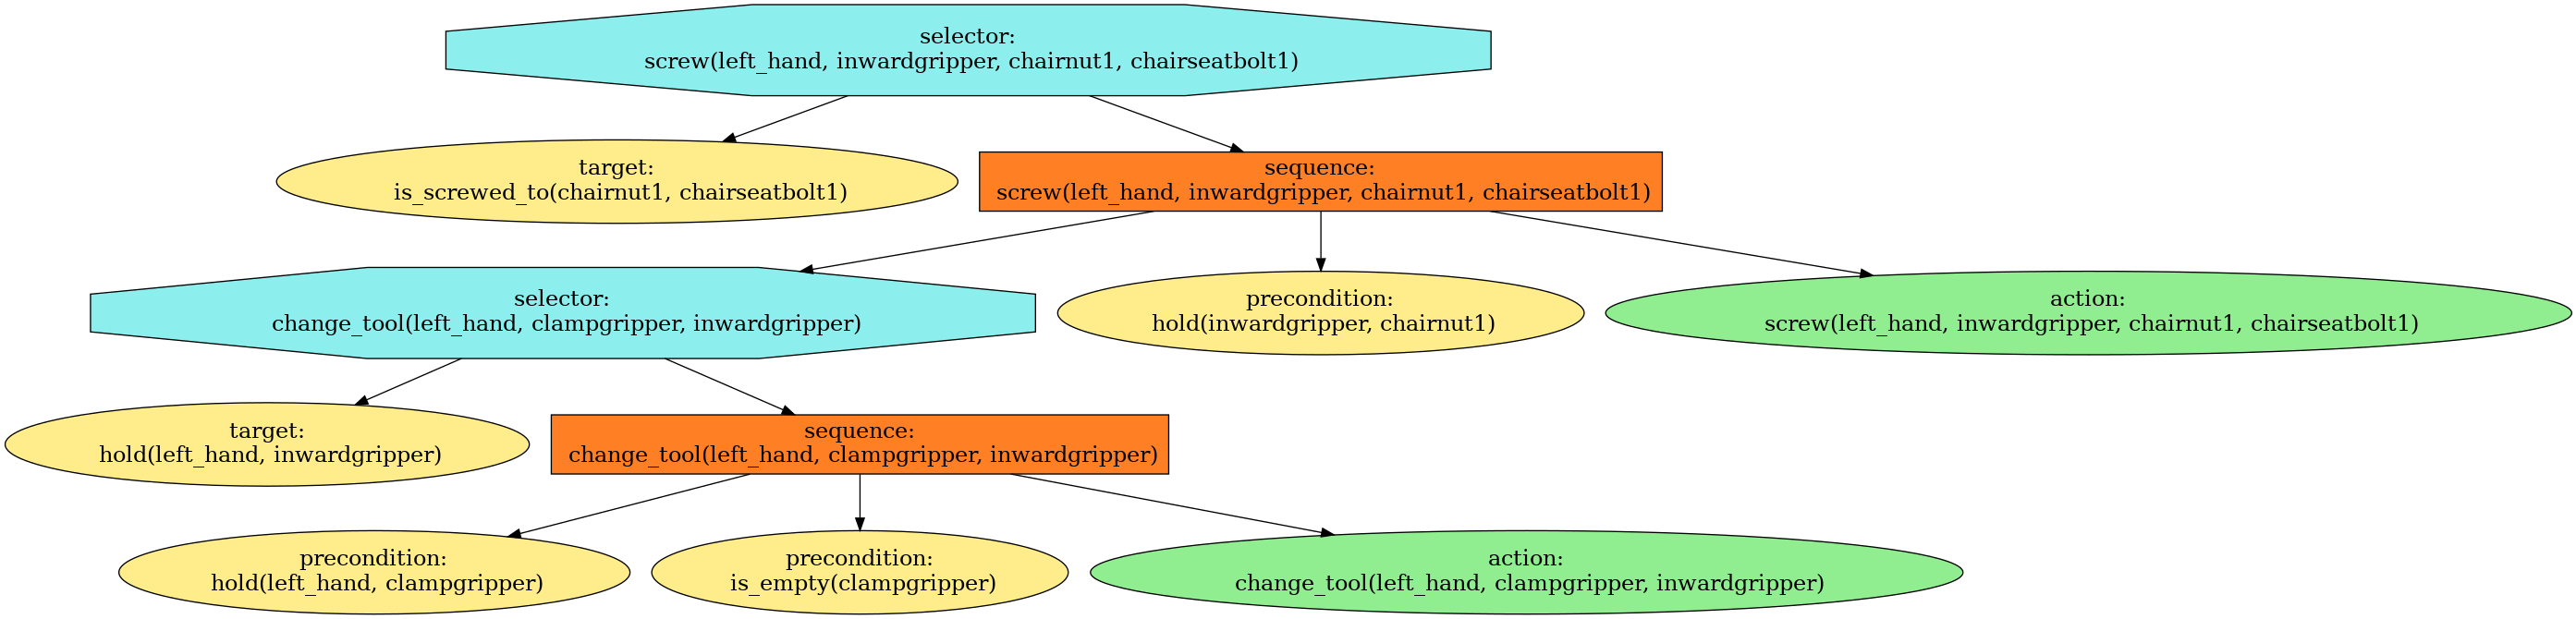 selector:
screw(left_hand, inwardgripper, chairnut1, chairseatbolt1)
target:
is_screwed_to(chairnut1, chairseatbolt1)
sequence:
screw(left_hand, inwardgripper, chairnut1, chairseatbolt1)
selector:
change_tool(left_hand, clampgripper, inwardgripper)
precondition:
hold(inwardgripper, chairnut1)
action:
screw(left_hand, inwardgripper, chairnut1, chairseatbolt1)
target:
hold(left_hand, inwardgripper)
sequence:
change_tool(left_hand, clampgripper, inwardgripper)
precondition:
hold(left_hand, clampgripper)
precondition:
is_empty(clampgripper)
action:
change_tool(left_hand, clampgripper, inwardgripper)